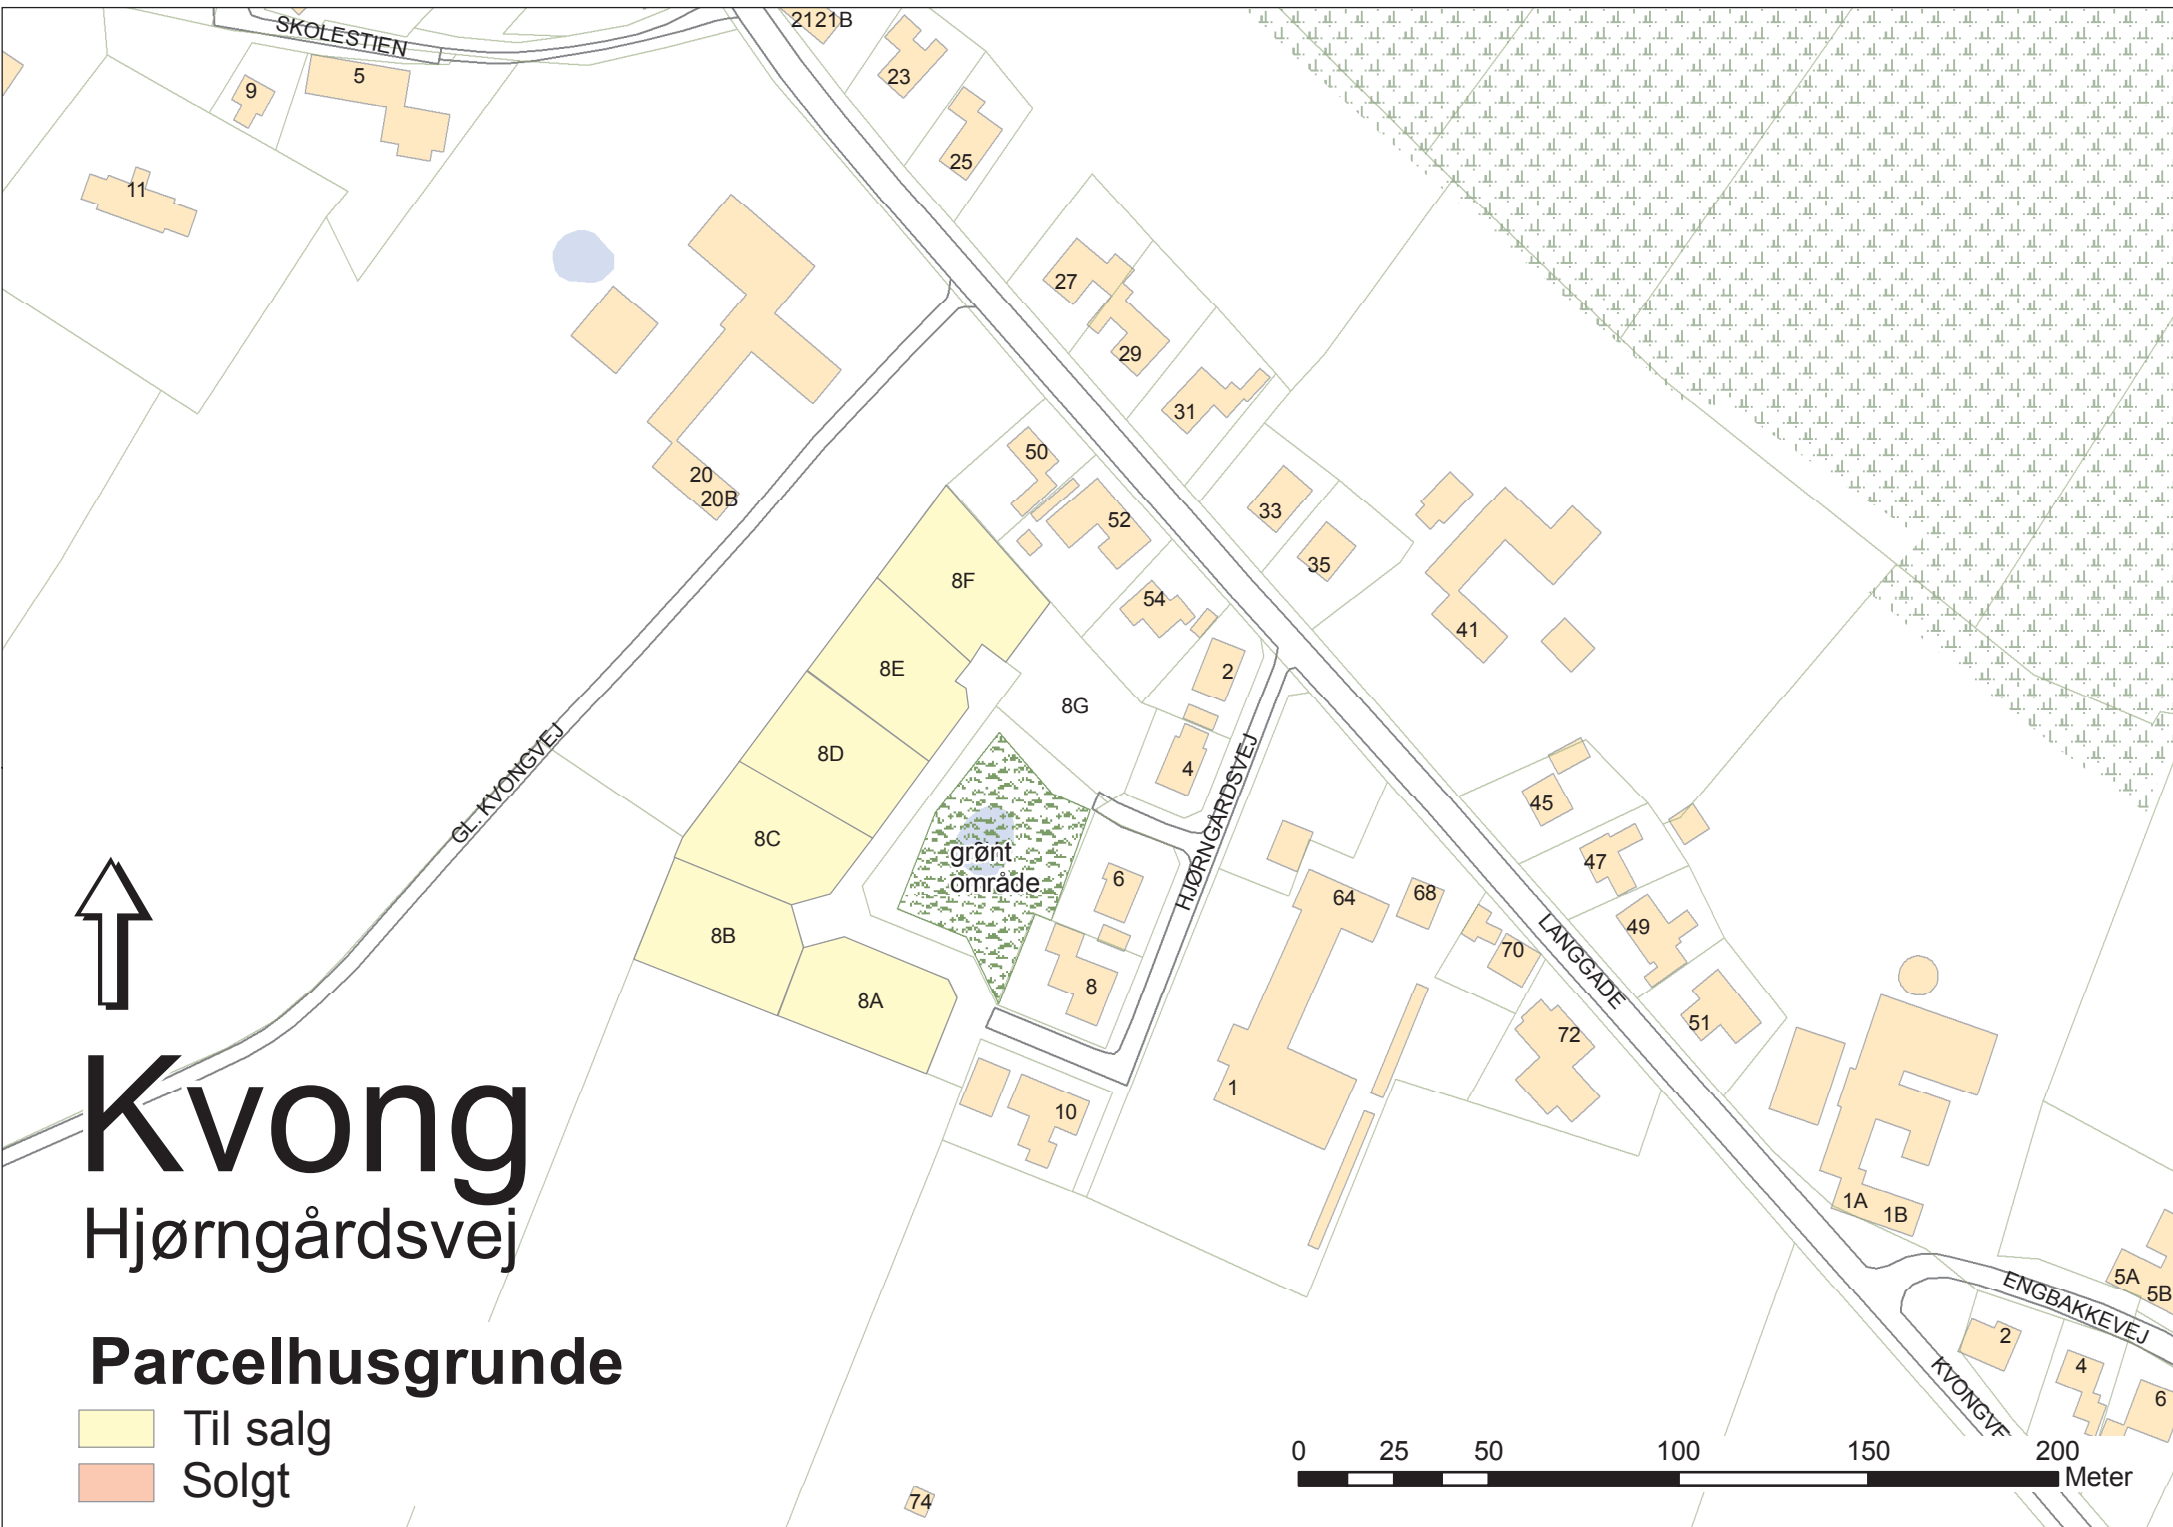 SKOLESTIEN
2121B
5
9
23
25
11
27
29
31
50
20
20B
52
33
35
8F
54
41
8E
2
8G
8D
4
GL. KVONGVEJ
HJØRNGÅRDSVEJ
45
8C
grønt
område
6
47
64
68
8B
49
70
LANGGADE
8
8A
51
72
1
10
Kvong
Hjørngårdsvej
1A
1B
5A
5B
ENGBAKKEVEJ
2
4
6
KVONGVE
Parcelhusgrunde
Til salg
Solgt
0 25 50 100 150 200
Meter
74